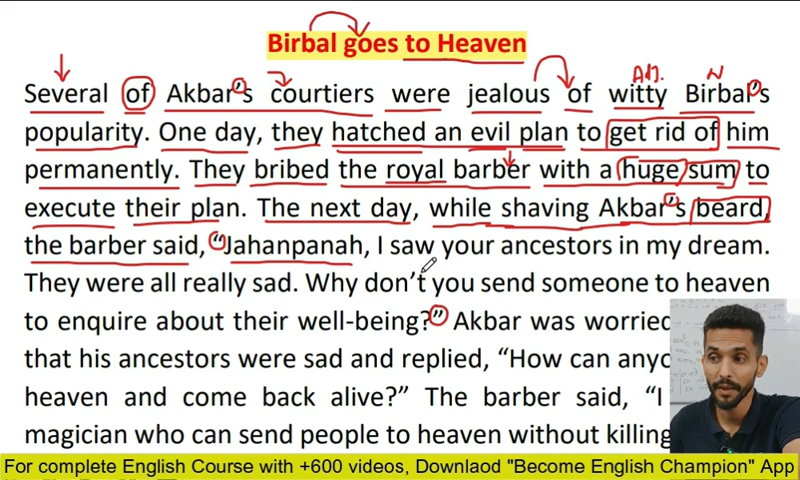 Birbal goes to Heaven
Adj. N
Several of Akbar's courtiers were jealous of witty Birbal's
popularity. One day, they hatched an evil plan to get rid of him
permanently. They bribed the royal barber with a huge sum to
execute their plan. The next day, while shaving Akbar's beard,
the barber said, "Jahanpanah, I saw your ancestors in my dream.
They were all really sad. Why don't you send someone to heaven
to enquire about their well-being?" Akbar was worried
that his ancestors were sad and replied, "How can
heaven and come back alive?" The barber said, "I
magician who can send people to heaven without killing
For complete English Course with +600 videos, Downlaod "Become English Champion" App